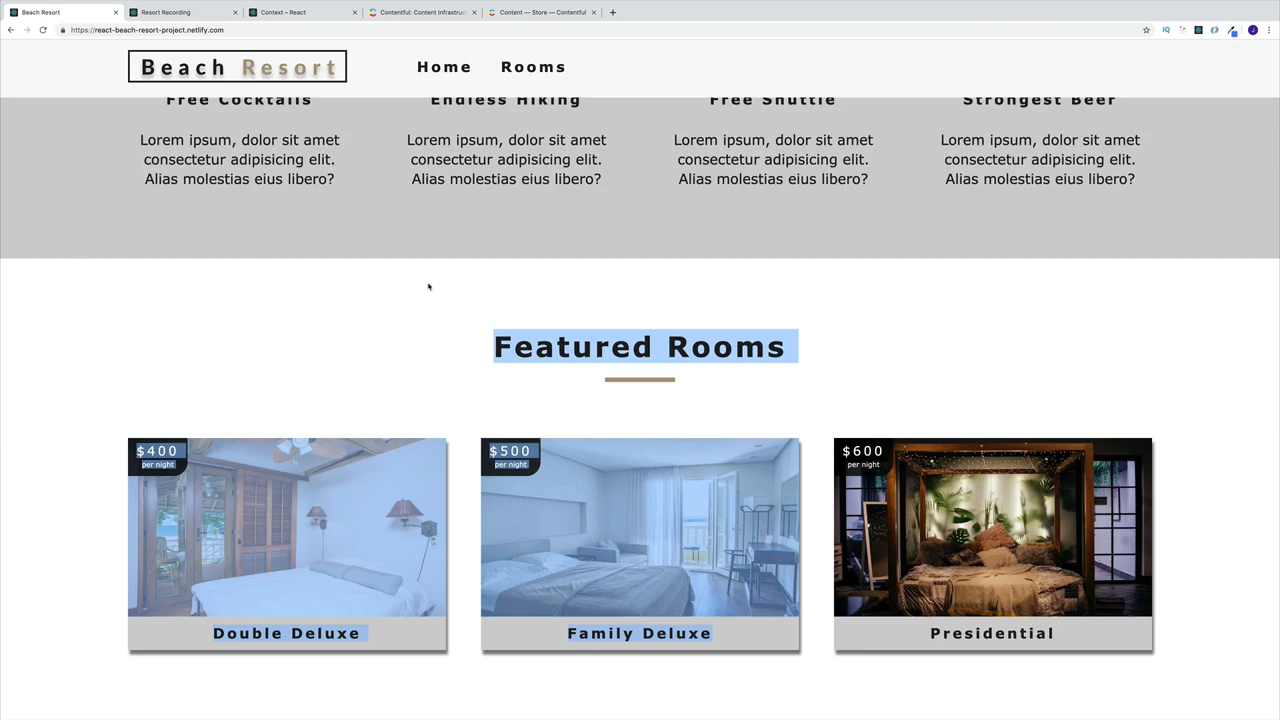 Beach Resort
Resort Recording
Context – React
Contentful: Content Infrastruc
Content — Store — Contentful
https://react-beach-resort-project.netlify.com
IQ
J
Beach Resort
Home
Rooms
Free Cocktails
Endless Hiking
Free Shuttle
Strongest Beer
Lorem ipsum, dolor sit amet
consectetur adipisicing elit.
Alias molestias eius libero?
Lorem ipsum, dolor sit amet
consectetur adipisicing elit.
Alias molestias eius libero?
Lorem ipsum, dolor sit amet
consectetur adipisicing elit.
Alias molestias eius libero?
Lorem ipsum, dolor sit amet
consectetur adipisicing elit.
Alias molestias eius libero?
Featured Rooms
$400
per night
Double Deluxe
$500
per night
Family Deluxe
$600
per night
Presidential